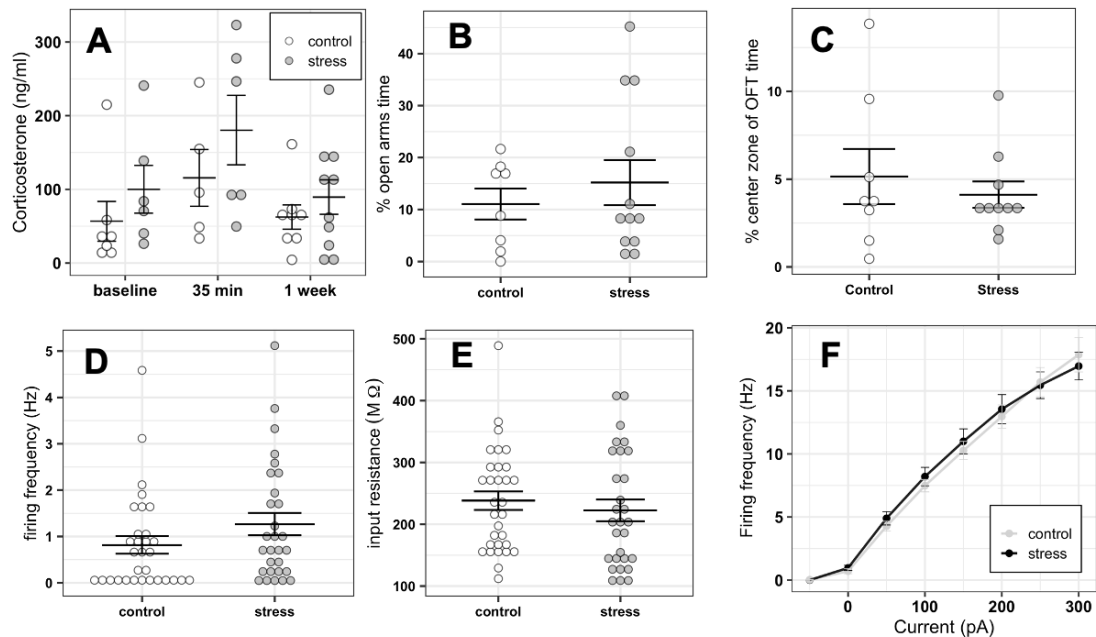 A
Corticosterone (ng/ml)
300
200
100
0
baseline 35 min 1 week
control
stress
B
% open arms time
40
30
20
10
0
control stress
C
% center zone of OFT time
10
5
0
Control Stress
D
firing frequency (Hz)
5
4
3
2
1
0
control stress
E
input resistance (M Ω)
500
400
300
200
100
control stress
F
Firing frequency (Hz)
20
15
10
5
0
0 100 200 300
Current (pA)
control
stress